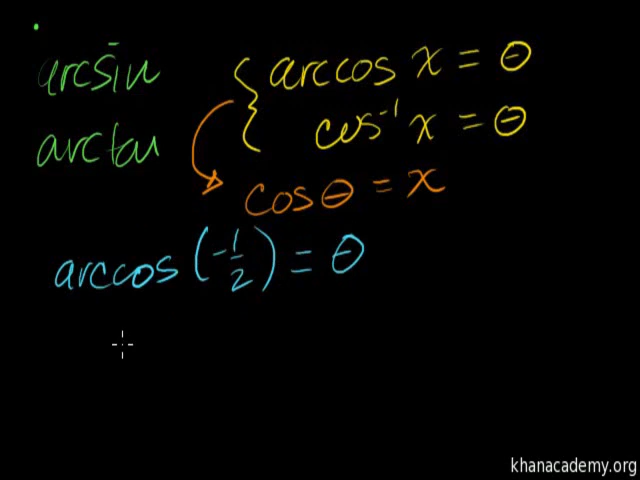 arcsin
arccos x = θ
arctan
cos⁻¹ x = θ
cos θ = x
arccos (-1/2) = θ
khanacademy.org